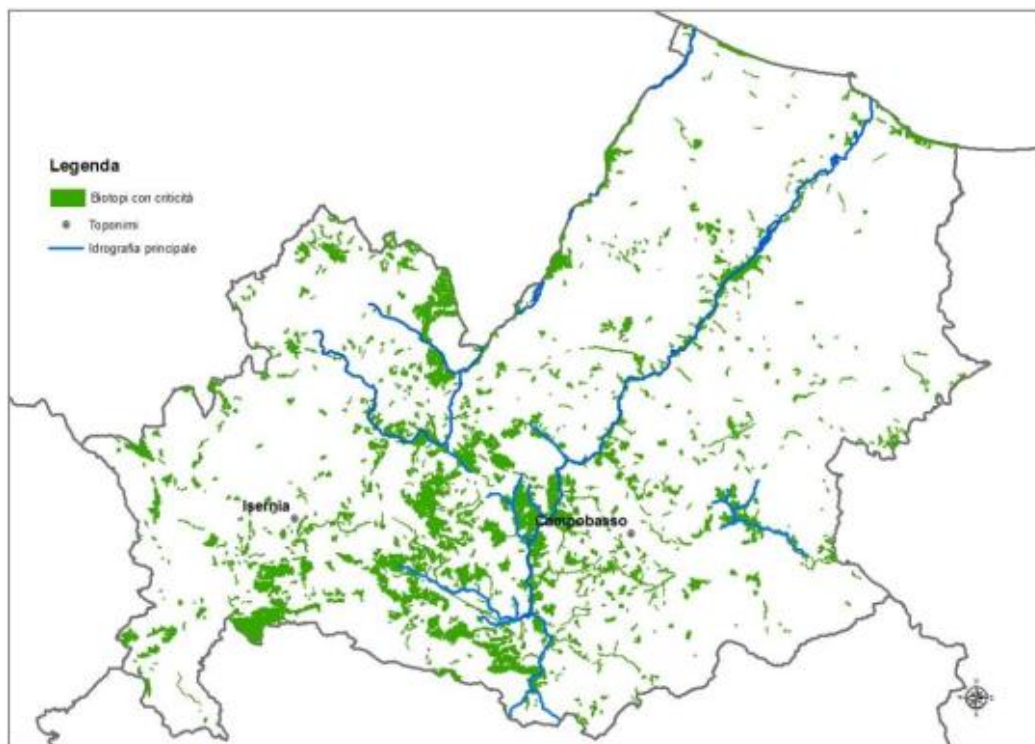 Legenda
Biotopi con criticità
Toponimi
Idrografia principale
Isernia
Campobasso